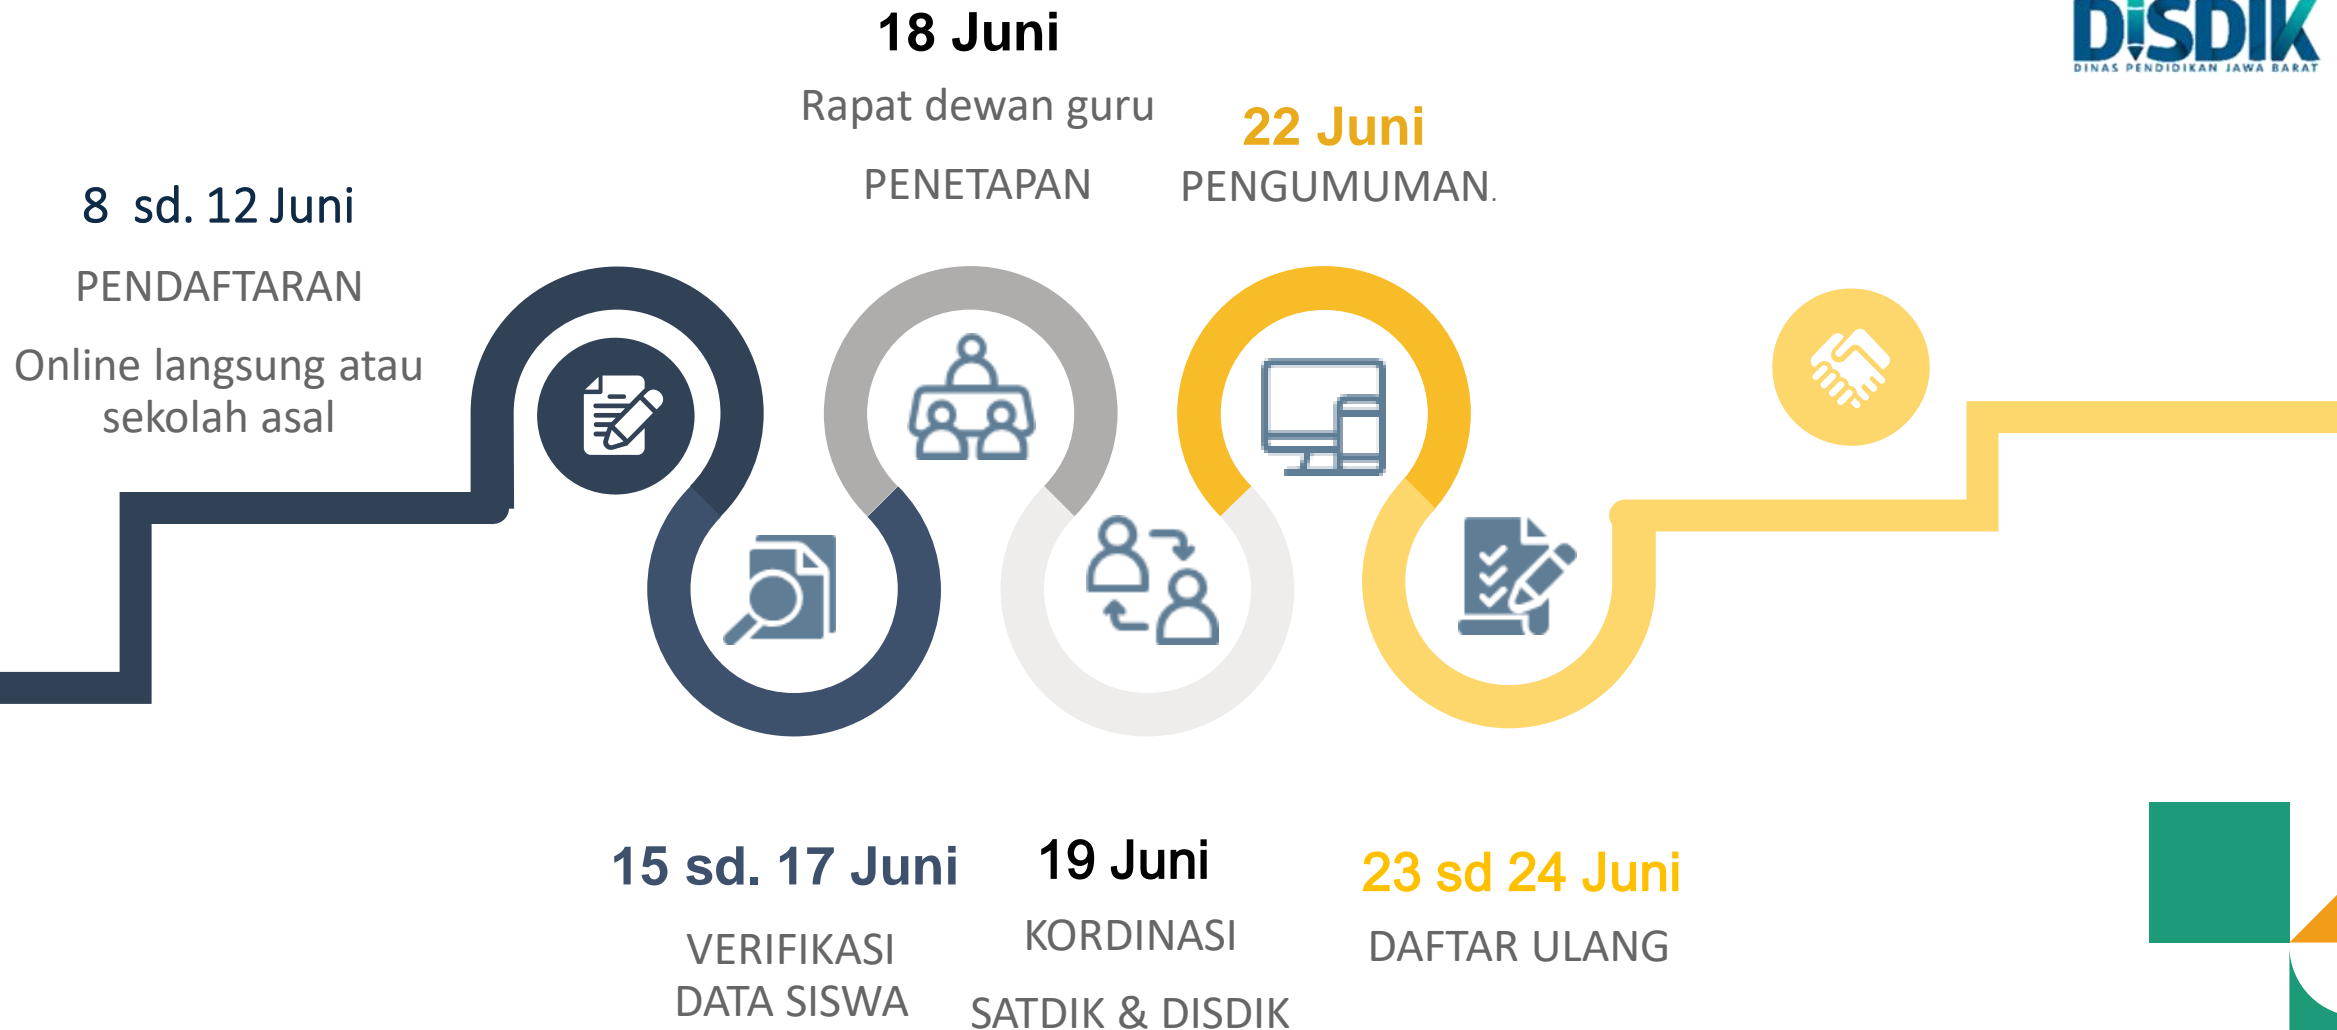 DISDIK
DINAS PENDIDIKAN JAWA BARAT
8 sd. 12 Juni
PENDAFTARAN
Online langsung atau
sekolah asal
15 sd. 17 Juni
VERIFIKASI
DATA SISWA
18 Juni
Rapat dewan guru
PENETAPAN
19 Juni
KORDINASI
SATDIK & DISDIK
22 Juni
PENGUMUMAN.
23 sd 24 Juni
DAFTAR ULANG